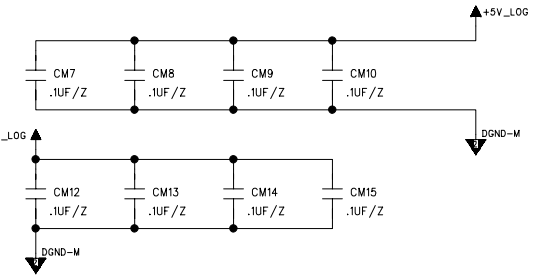 +5V_LOG
CM7 CM8 CM9 CM10
.1UF/Z .1UF/Z .1UF/Z .1UF/Z
DGND-M
_LOG
CM12 CM13 CM14 CM15
.1UF/Z .1UF/Z .1UF/Z .1UF/Z
DGND-M